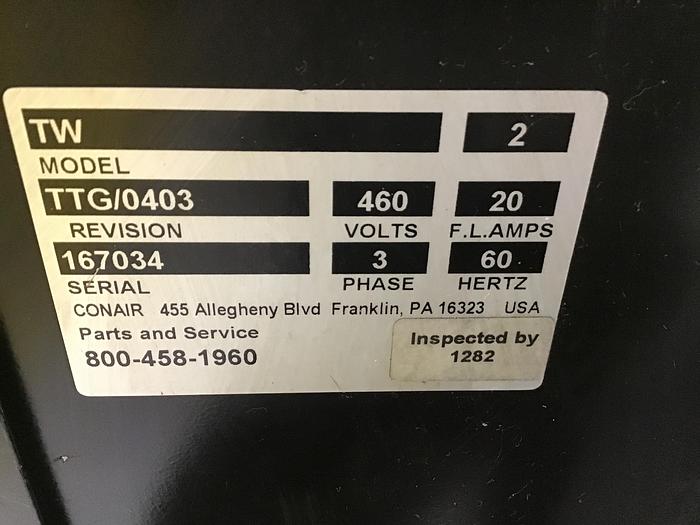 TW 2
MODEL
TTG/0403 460 20
REVISION VOLTS F.L.AMPS
167034 3 60
SERIAL PHASE HERTZ
CONAIR 455 Allegheny Blvd Franklin, PA 16323 USA
Parts and Service
800-458-1960
Inspected by
1282